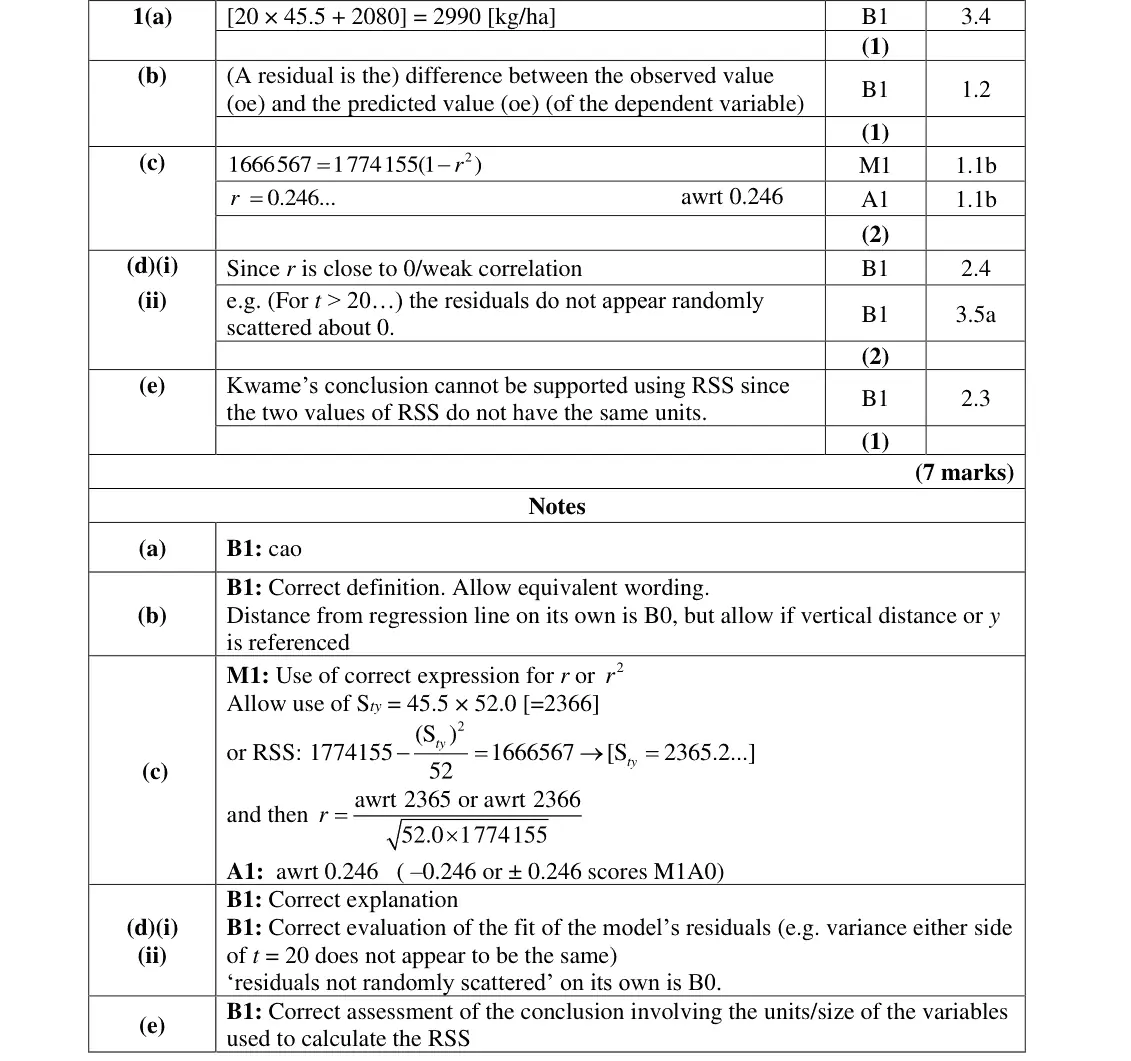 1(a) [20 × 45.5 + 2080] = 2990 [kg/ha] B1 3.4
(1)
(b) (A residual is the) difference between the observed value
(oe) and the predicted value (oe) (of the dependent variable) B1 1.2
(1)
(c) 1666567 = 1774155(1 − r²) M1 1.1b
r = 0.246... awrt 0.246 A1 1.1b
(2)
(d)(i) Since r is close to 0/weak correlation B1 2.4
(ii) e.g. (For t > 20…) the residuals do not appear randomly
scattered about 0. B1 3.5a
(2)
(e) Kwame’s conclusion cannot be supported using RSS since
the two values of RSS do not have the same units. B1 2.3
(1)
(7 marks)
Notes
(a) B1: cao
(b) B1: Correct definition. Allow equivalent wording.
Distance from regression line on its own is B0, but allow if vertical distance or y
is referenced
(c) M1: Use of correct expression for r or r²
Allow use of Sty = 45.5 × 52.0 [=2366]
or RSS: 1774155 − (Sty)²/52 = 1666567 → [Sty = 2365.2...]
and then r = awrt 2365 or awrt 2366/√52.0×1774155
A1: awrt 0.246 ( –0.246 or ± 0.246 scores M1A0)
(d)(i) B1: Correct explanation
(ii) B1: Correct evaluation of the fit of the model’s residuals (e.g. variance either side
of t = 20 does not appear to be the same)
‘residuals not randomly scattered’ on its own is B0.
(e) B1: Correct assessment of the conclusion involving the units/size of the variables
used to calculate the RSS